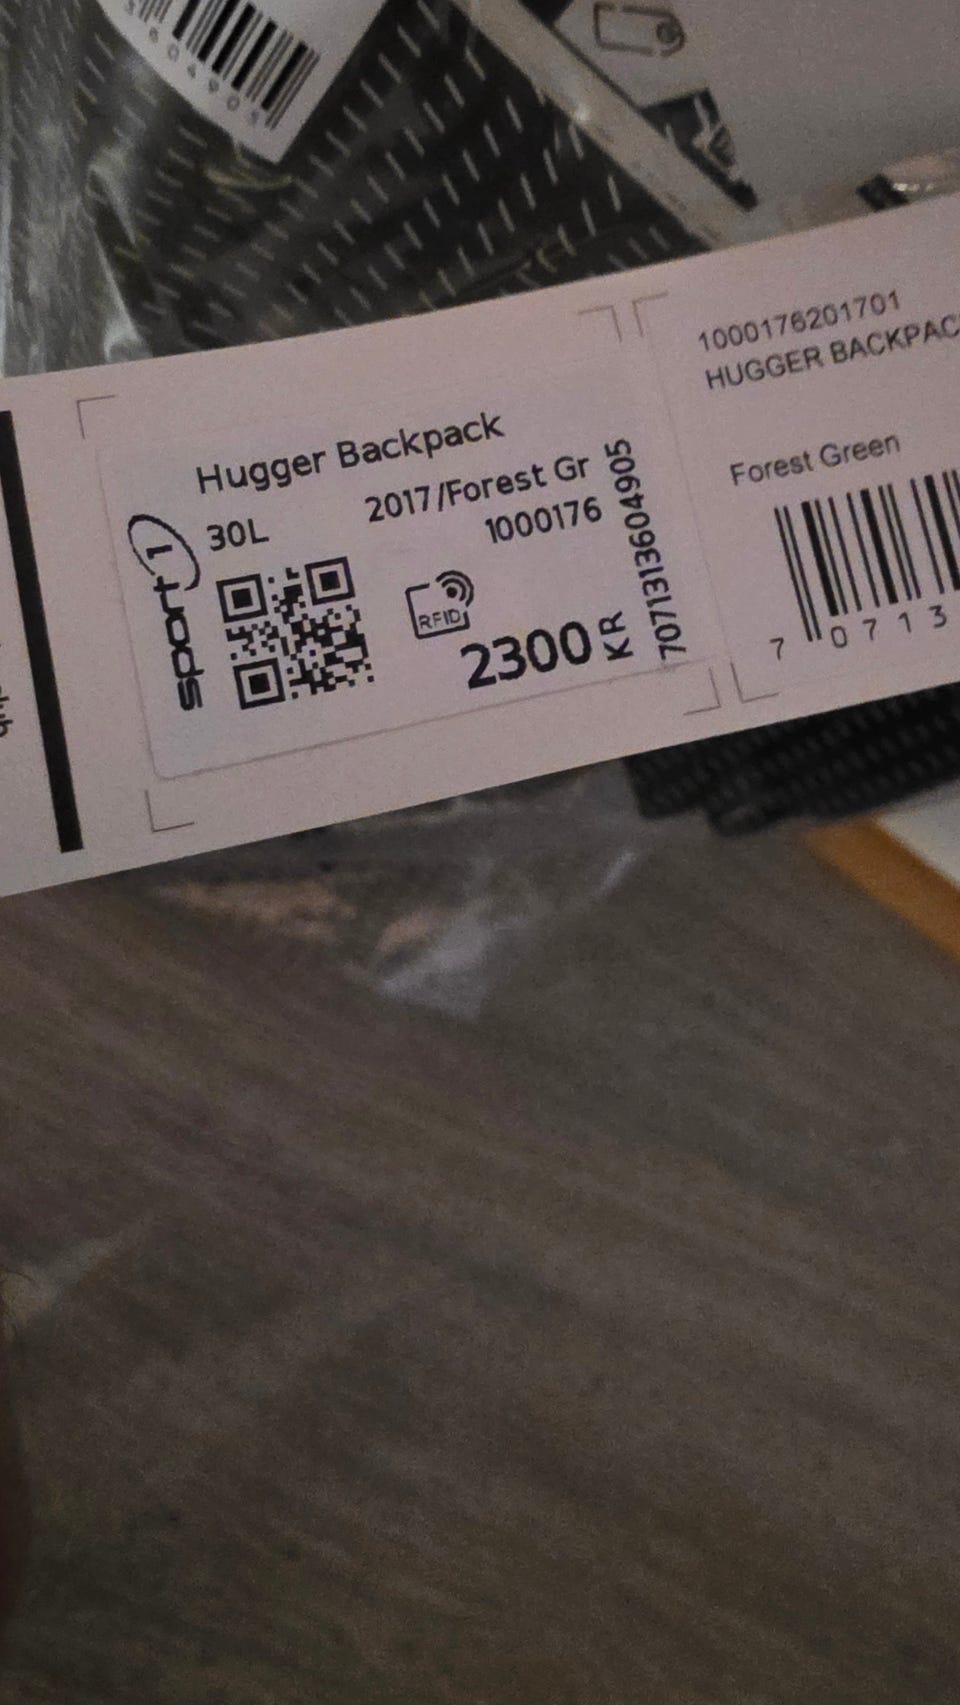 60490
Hugger Backpack
30L
2017/Forest Gr
1000176
sport 1
RFID
2300
KR
7071313604905
1000176201701
HUGGER BACKPAC
Forest Green
7 0 7 1 3